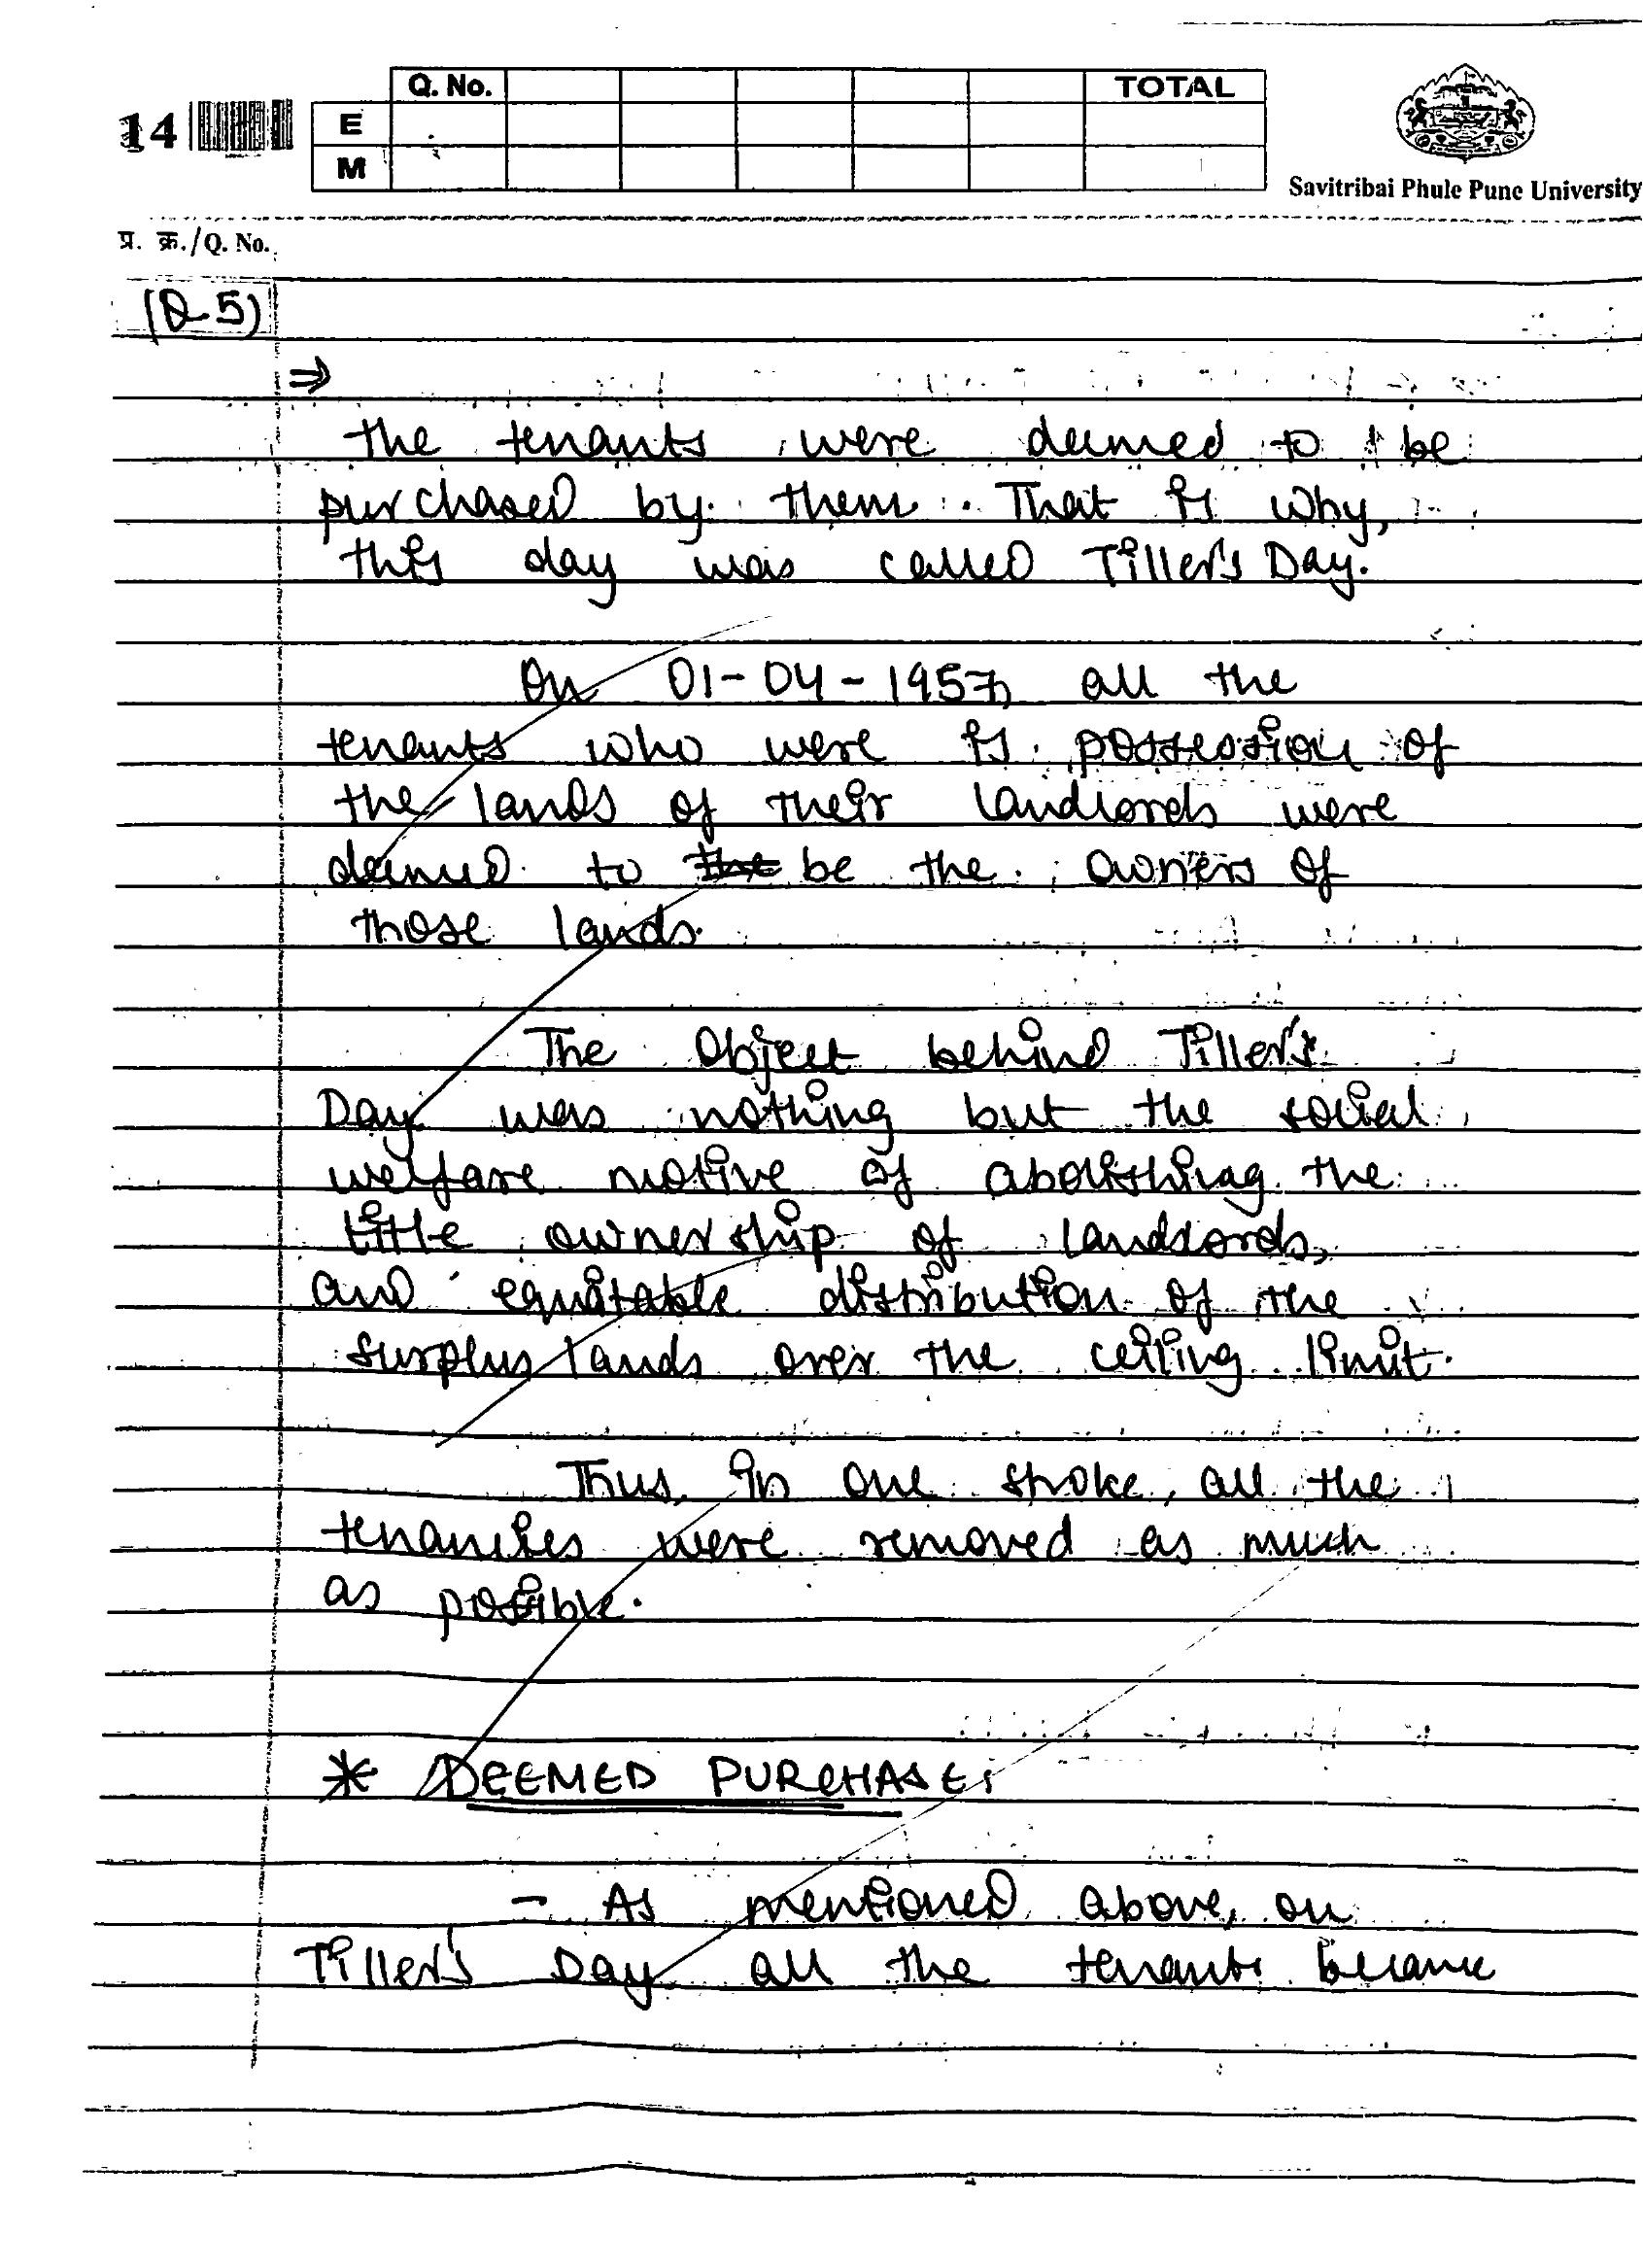 14
Q. No. TOTAL
E
M
Savitribai Phule Pune University
प्र. क्र./Q. No.
(Q-5)
⇒
the tenants were deemed to be
purchased by them. That is why,
this day was called Tiller's Day.
On 01-04-1957, all the
tenants who were is possession of
the lands of their landlords were
deemed to the be the owners of
those lands.
The object behind Tiller's
Day was nothing but the social
welfare motive of abolishing the
title ownership of landlords,
and equitable distribution of the
surplus lands over the ceiling limit.
Thus, in one stroke, all the
tenancies were removed as much
as possible.
* DEEMED PURCHASE:
- As mentioned above, on
Tiller's Day all the tenants became